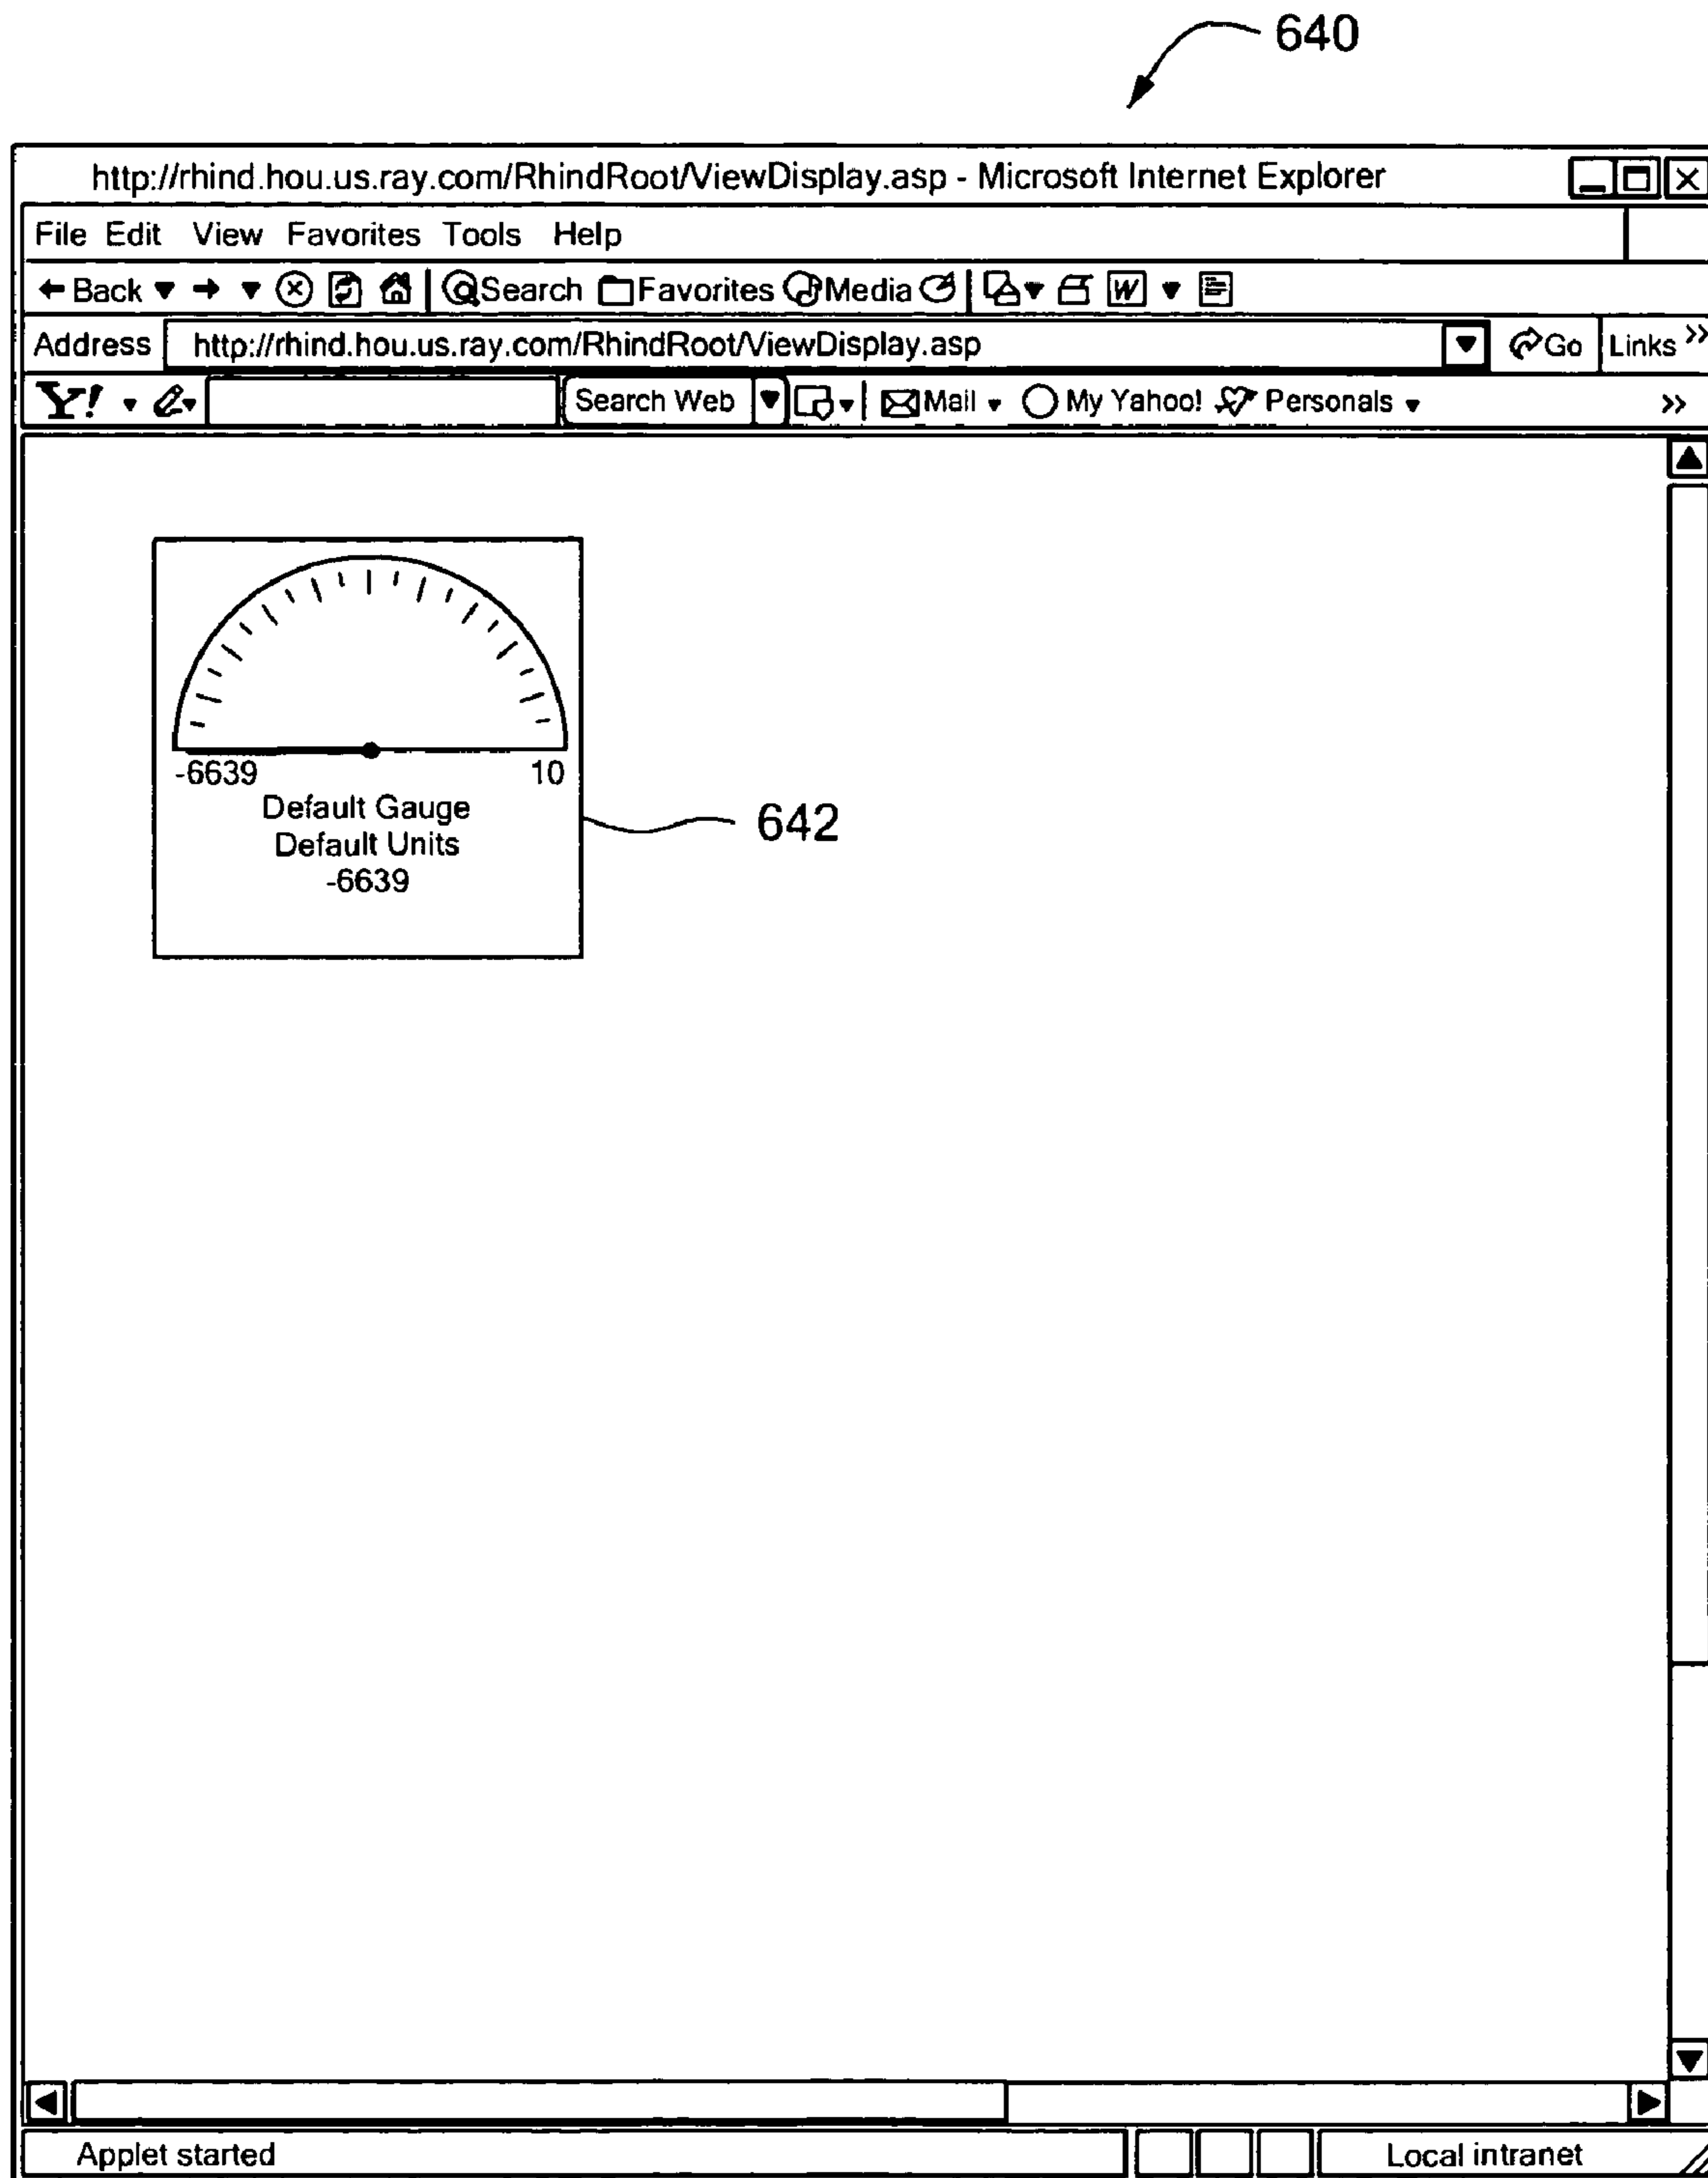 640
http://rhind.hou.us.ray.com/RhindRoot/ViewDisplay.asp - Microsoft Internet Explorer
File Edit View Favorites Tools Help
Back Search Favorites Media W
Address http://rhind.hou.us.ray.com/RhindRoot/ViewDisplay.asp Go Links »
Y! Search Web Mail My Yahoo! Personals »
-6639 10
Default Gauge
Default Units
-6639
642
Applet started Local intranet